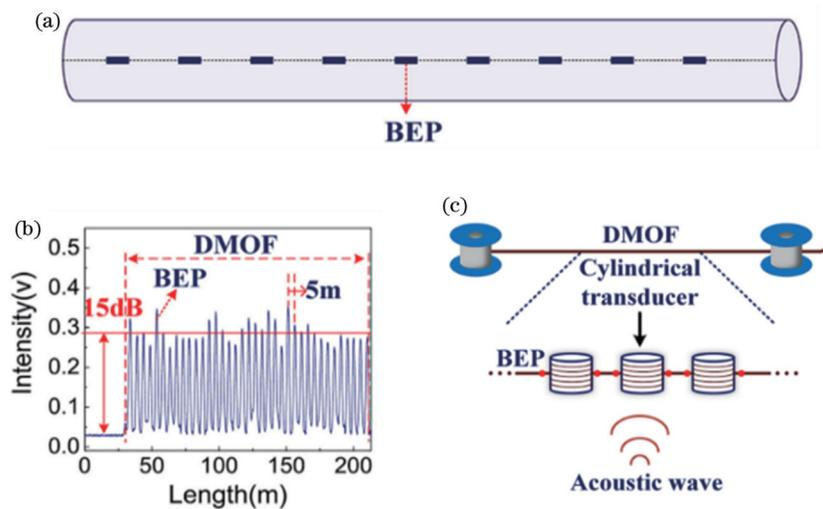 (a)
BEP
(b)
DMOF
BEP
5m
15dB
0.5
0.4
0.3
0.2
0.1
0.0
Intensity(v)
0
50
100
150
200
Length(m)
(c)
DMOF
Cylindrical
transducer
BEP
Acoustic wave